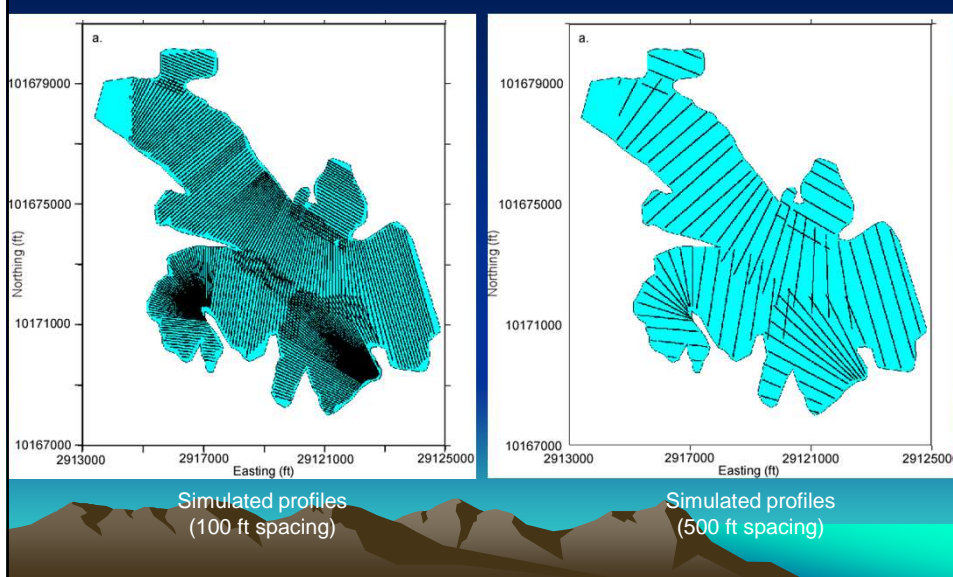 a.
101679000
101675000
10171000
10167000
Northing (ft)
2913000 2917000 29121000 29125000
Easting (ft)
a.
101679000
101675000
10171000
10167000
Northing (ft)
2913000 2917000 29121000 29125000
Easting (ft)
Simulated profiles
(100 ft spacing)
Simulated profiles
(500 ft spacing)